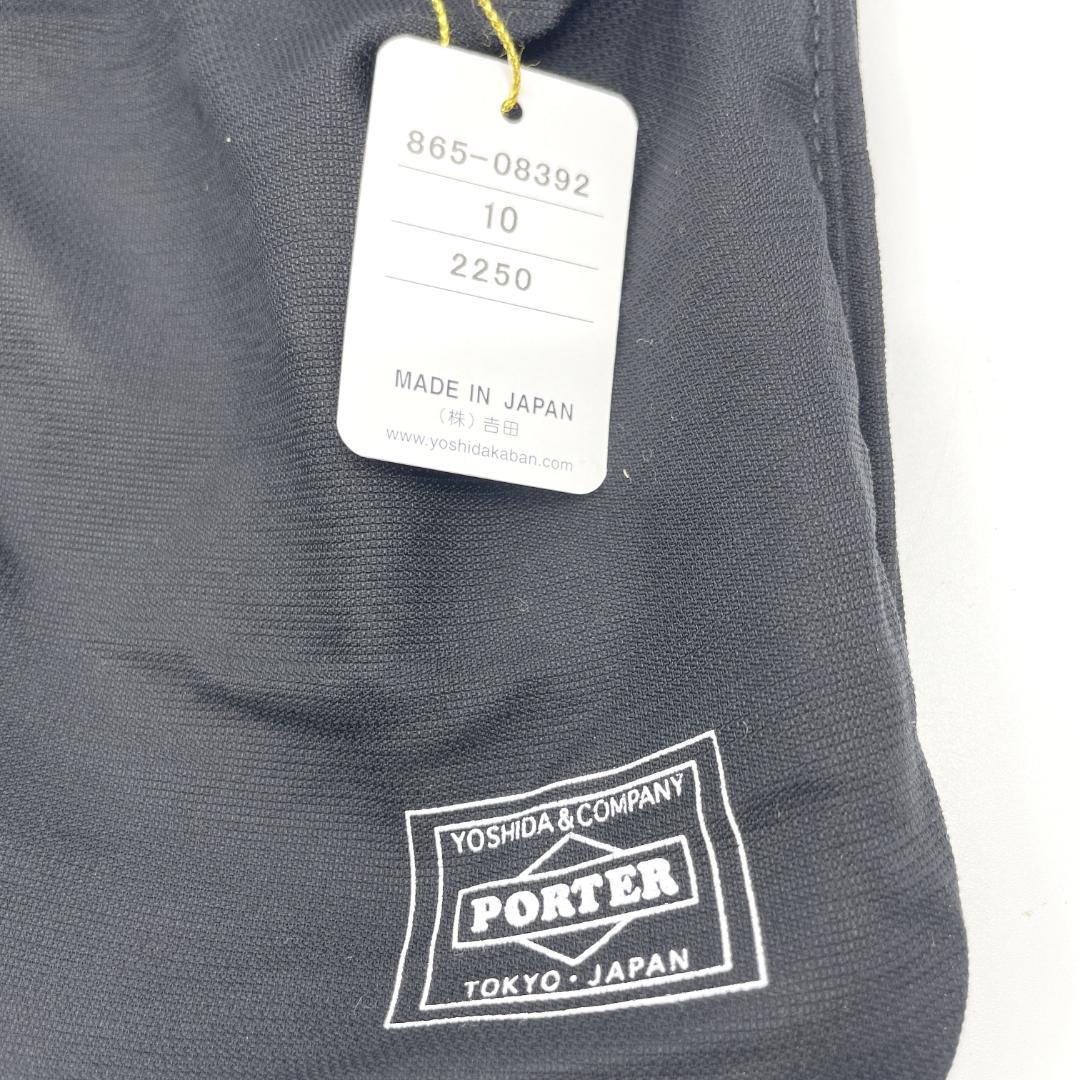 865-08392
10
2250
MADE IN JAPAN
(株)吉田
www.yoshidakaban.com
YOSHIDA & COMPANY
PORTER
TOKYO・JAPAN